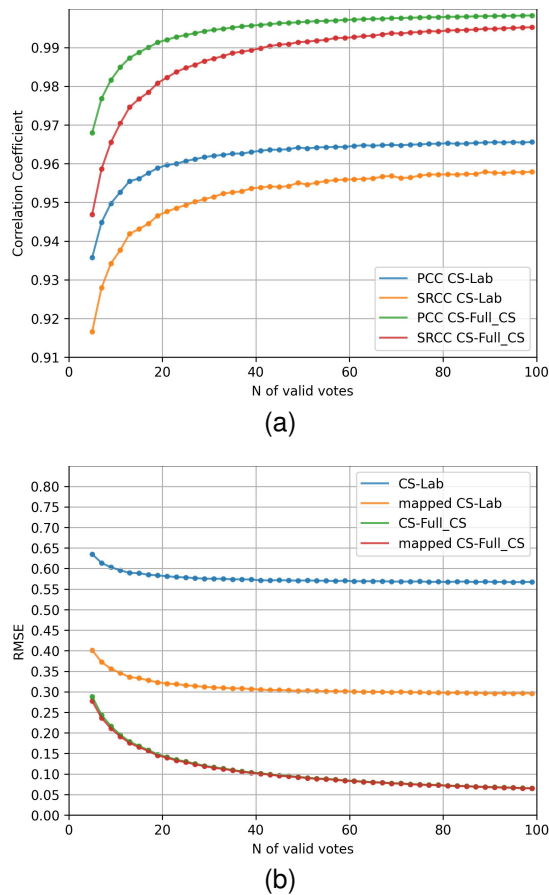 0.99
0.98
0.97
0.96
0.95
0.94
0.93
0.92
0.91
Correlation Coefficient
PCC CS-Lab
SRCC CS-Lab
PCC CS-Full_CS
SRCC CS-Full_CS
0 20 40 60 80 100
N of valid votes
(a)
0.80
0.75
0.70
0.65
0.60
0.55
0.50
0.45
0.40
0.35
0.30
0.25
0.20
0.15
0.10
0.05
0.00
RMSE
CS-Lab
mapped CS-Lab
CS-Full_CS
mapped CS-Full_CS
0 20 40 60 80 100
N of valid votes
(b)